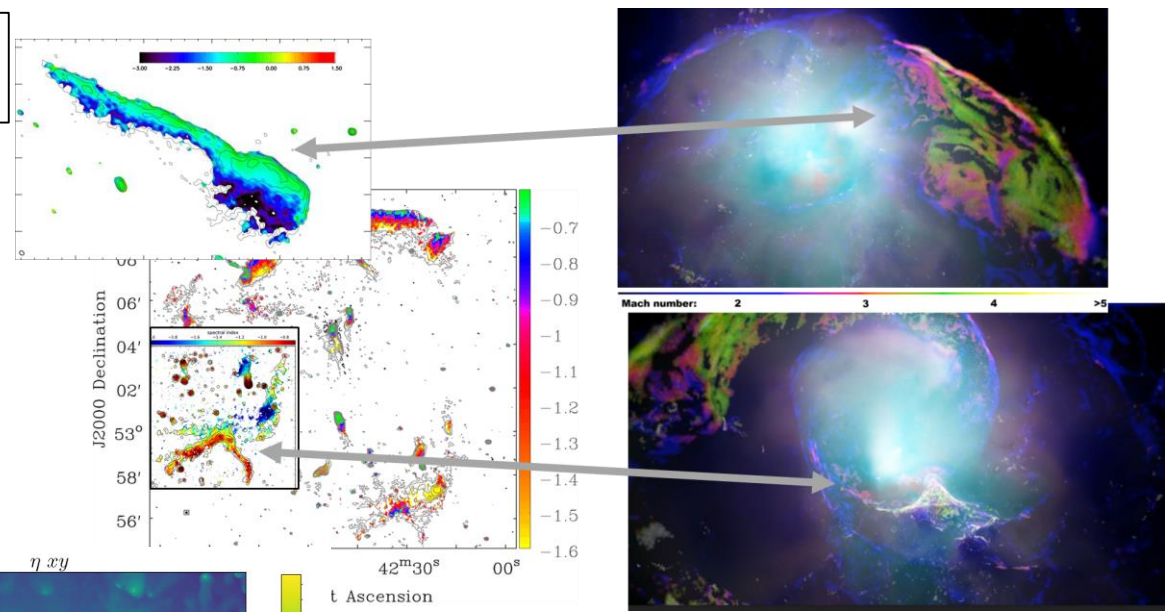 -3.00 -2.25 -1.50 -0.75 0.00 0.75 1.50
Mach number: 2 3 4 >5
-0.7
-0.8
-0.9
-1
-1.1
-1.2
-1.3
-1.4
-1.5
-1.6
J2000 Declination
06′
04′
02′
53°
58′
56′
spectral index
42ᵐ30ˢ 00ˢ
t Ascension
η xy